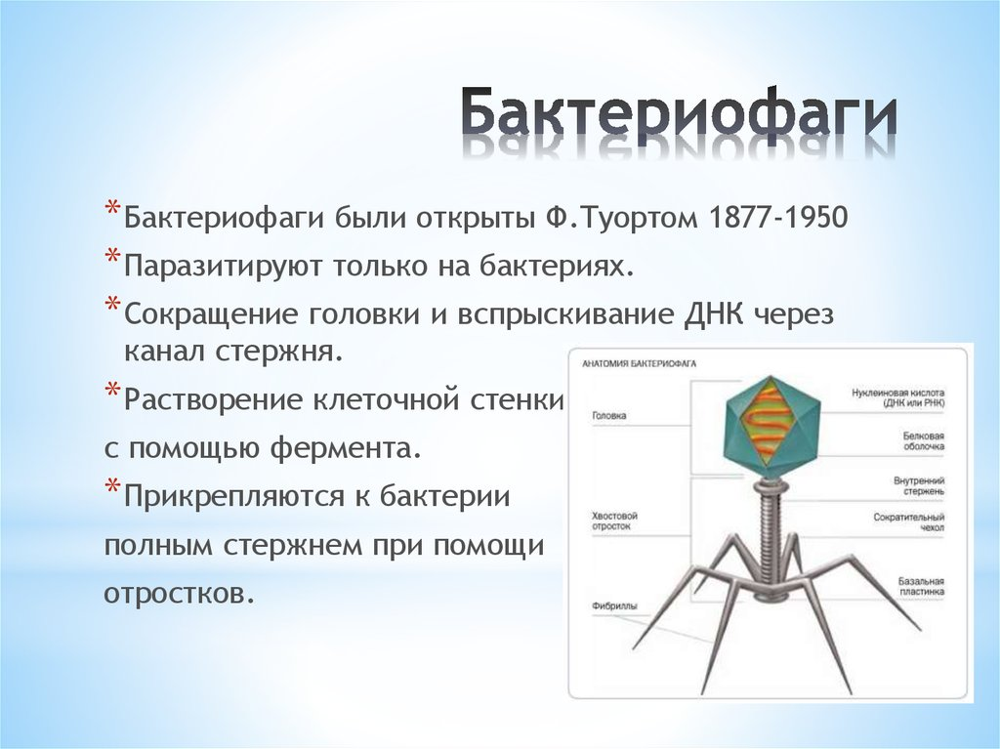 Бактериофаги
* Бактериофаги были открыты Ф.Туортом 1877-1950
* Паразитируют только на бактериях.
* Сокращение головки и вспрыскивание ДНК через
канал стержня.
* Растворение клеточной стенки
с помощью фермента.
* Прикрепляются к бактерии
полным стержнем при помощи
отростков.
АНАТОМИЯ БАКТЕРИОФАГА
Головка
Хвостовой
отросток
Фибриллы
Нуклеиновая кислота
(ДНК или РНК)
Белковая
оболочка
Внутренний
стержень
Сократительный
чехол
Базальная
пластинка